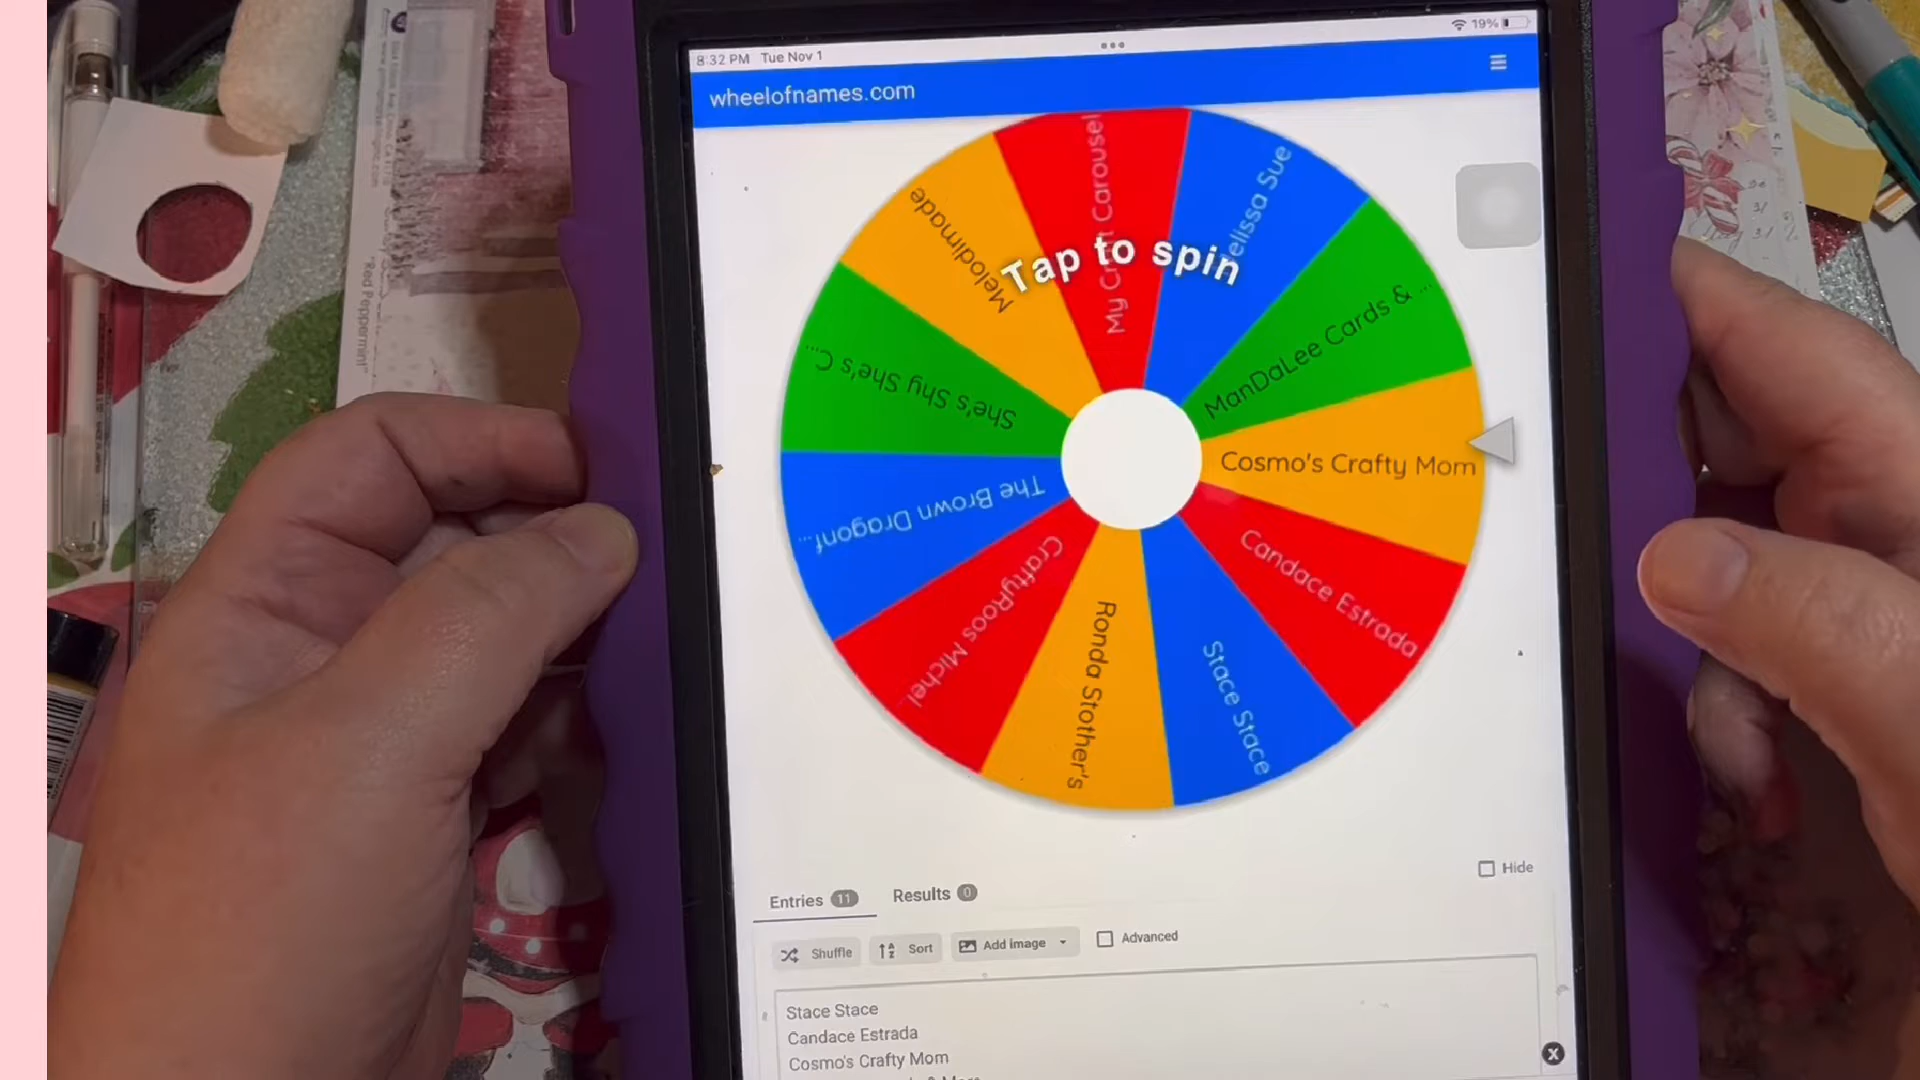 8:32 PM Tue Nov 1
19%
wheelofnames.com
Tap to spin
My Craft Carousel
Melissa Sue
ManDaLee Cards & ...
Cosmo's Crafty Mom
Candace Estrada
Stace Stace
Ronda Stother's
CraftyRoos Michel
The Brown Dragonf...
She's Shy She's C...
Melodimade
Hide
Entries 11 Results 0
Shuffle Sort Add image Advanced
Stace Stace
Candace Estrada
Cosmo's Crafty Mom
"Red Peppermint"